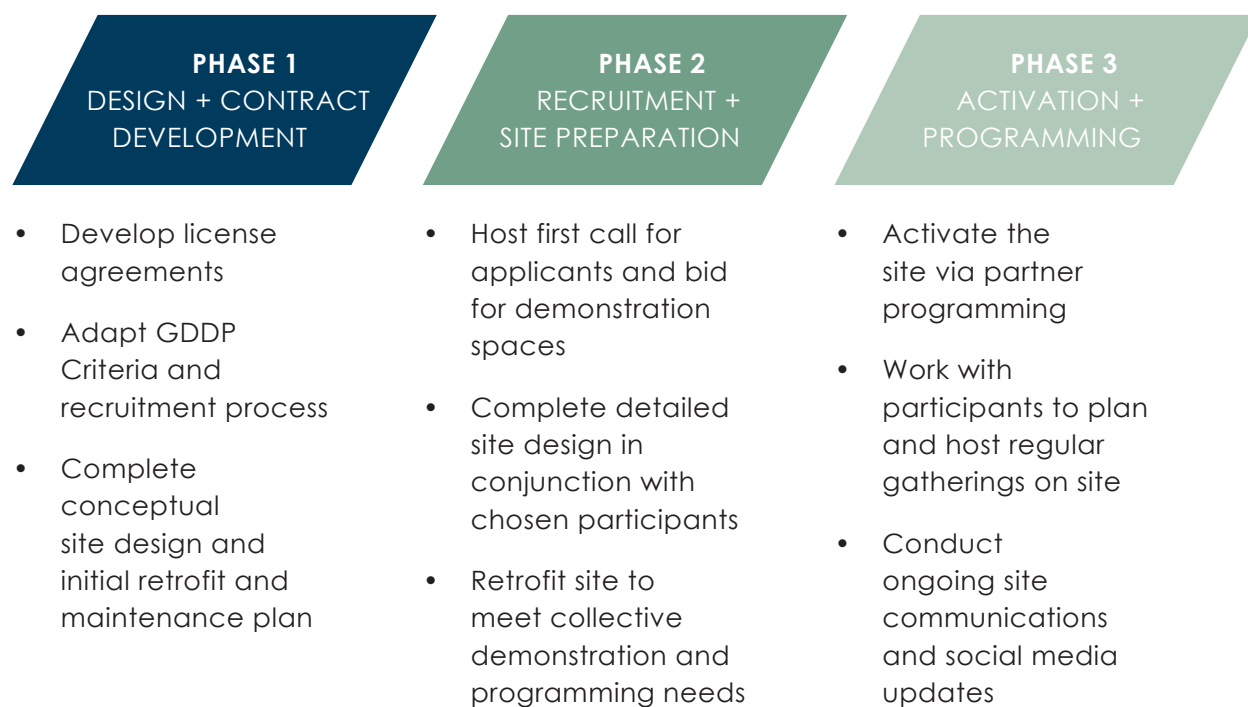 PHASE 1
DESIGN + CONTRACT
DEVELOPMENT
• Develop license
agreements
• Adapt GDDP
Criteria and
recruitment process
• Complete
conceptual
site design and
initial retrofit and
maintenance plan
PHASE 2
RECRUITMENT +
SITE PREPARATION
• Host first call for
applicants and bid
for demonstration
spaces
• Complete detailed
site design in
conjunction with
chosen participants
• Retrofit site to
meet collective
demonstration and
programming needs
PHASE 3
ACTIVATION +
PROGRAMMING
• Activate the
site via partner
programming
• Work with
participants to plan
and host regular
gatherings on site
• Conduct
ongoing site
communications
and social media
updates